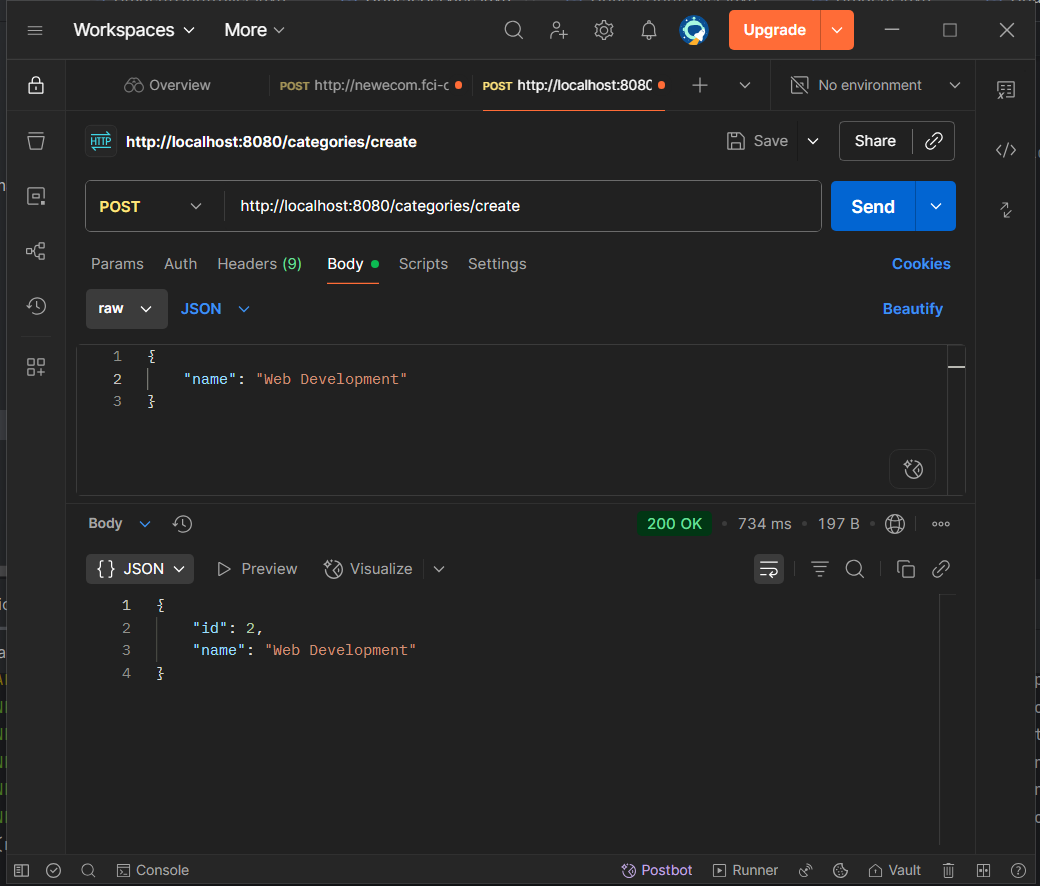 Workspaces More Upgrade
Overview POST http://newecom.fci-c POST http://localhost:8080 No environment
HTTP http://localhost:8080/categories/create Save Share
POST http://localhost:8080/categories/create Send
Params Auth Headers (9) Body Scripts Settings Cookies
raw JSON Beautify
1 {
2 "name": "Web Development"
3 }
Body 200 OK 734 ms 197 B
{} JSON Preview Visualize
1 {
2 "id": 2,
3 "name": "Web Development"
4 }
Console Postbot Runner Vault